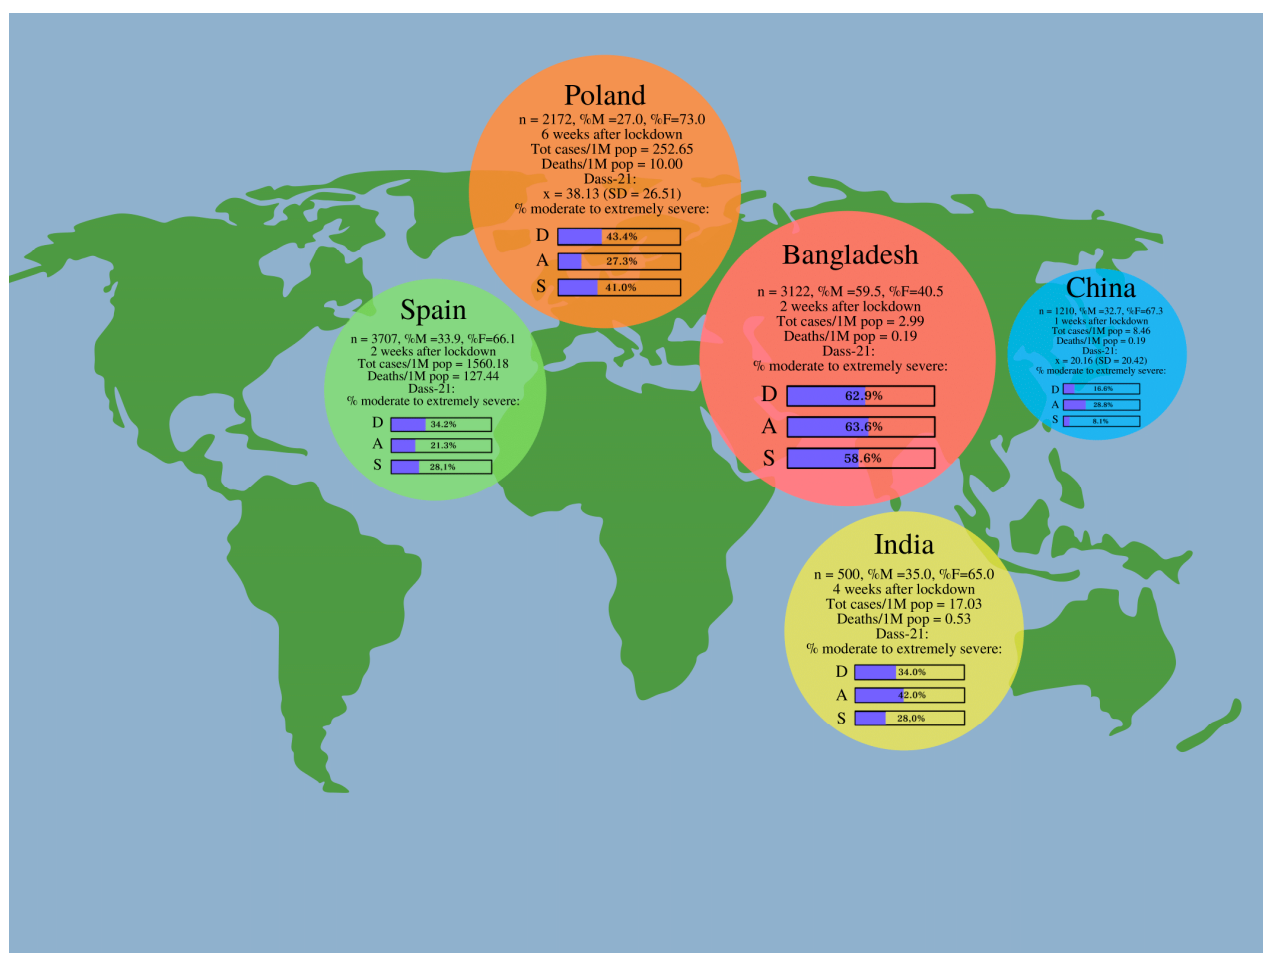 Poland
n = 2172, %M =27.0, %F=73.0
6 weeks after lockdown
Tot cases/1M pop = 252.65
Deaths/1M pop = 10.00
Dass-21:
x = 38.13 (SD = 26.51)
% moderate to extremely severe:
D 43.4%
A 27.3%
S 41.0%
Bangladesh
n = 3122, %M =59.5, %F=40.5
2 weeks after lockdown
Tot cases/1M pop = 2.99
Deaths/1M pop = 0.19
Dass-21:
% moderate to extremely severe:
D 62.9%
A 63.6%
S 58.6%
China
n = 1210, %M =32.7, %F=67.3
1 weeks after lockdown
Tot cases/1M pop = 8.46
Deaths/1M pop = 0.19
Dass-21:
x = 20.16 (SD = 20.42)
% moderate to extremely severe:
D 16.6%
A 28.8%
S 8.1%
Spain
n = 3707, %M =33.9, %F=66.1
2 weeks after lockdown
Tot cases/1M pop = 1560.18
Deaths/1M pop = 127.44
Dass-21:
% moderate to extremely severe:
D 34.2%
A 21.3%
S 28,1%
India
n = 500, %M =35.0, %F=65.0
4 weeks after lockdown
Tot cases/1M pop = 17.03
Deaths/1M pop = 0.53
Dass-21:
% moderate to extremely severe:
D 34.0%
A 42.0%
S 28,0%